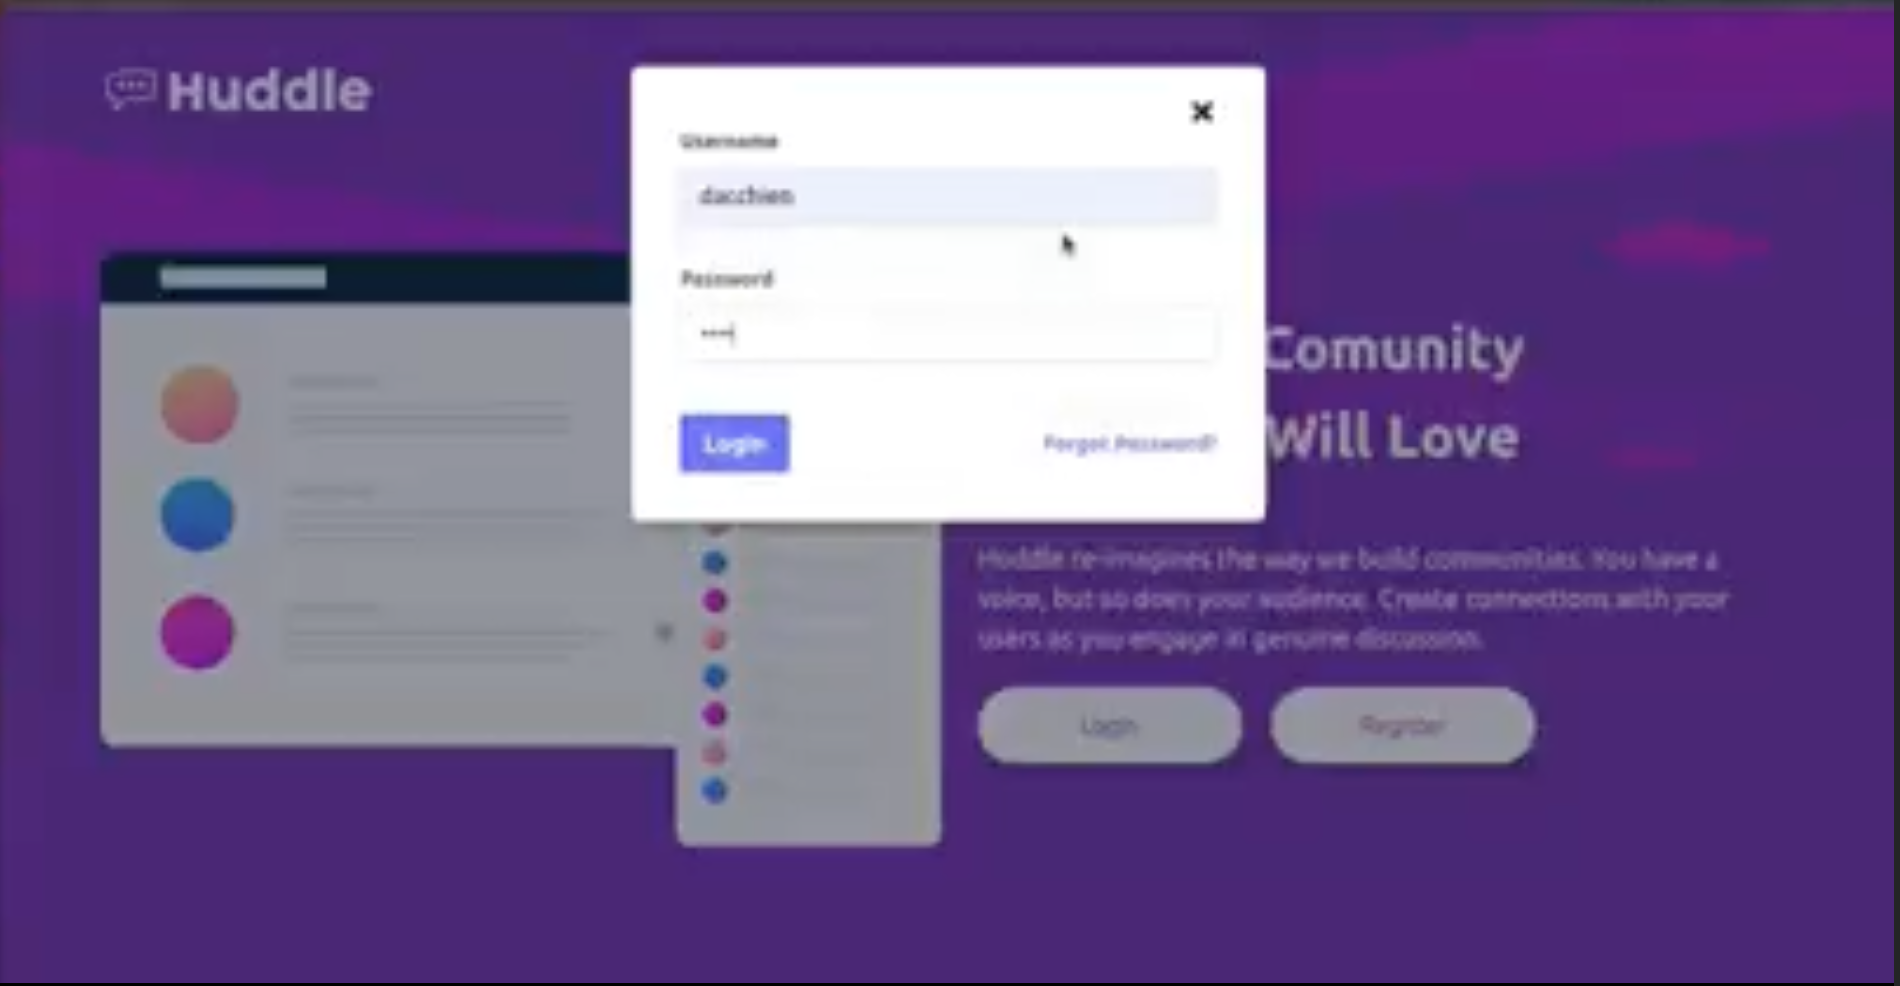 Huddle
Username
dacchien
Password
••••
Login
Forgot Password?
Comunity
Will Love
Huddle re-imagines the way we build communities. You have a
voice, but so does your audience. Create connections with your
users as you engage in genuine discussion.
Login
Register